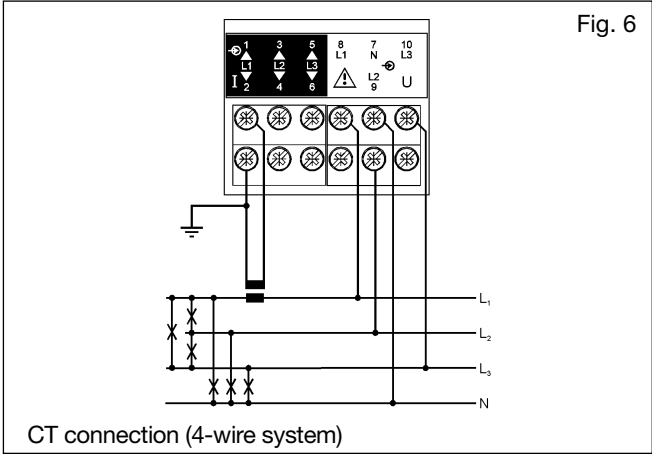 Fig. 6
1 3 5 8 7 10
L1 N L3
L1 L2 L3
I 2 4 6 L2 U
9
L₁
L₂
L₃
N
CT connection (4-wire system)